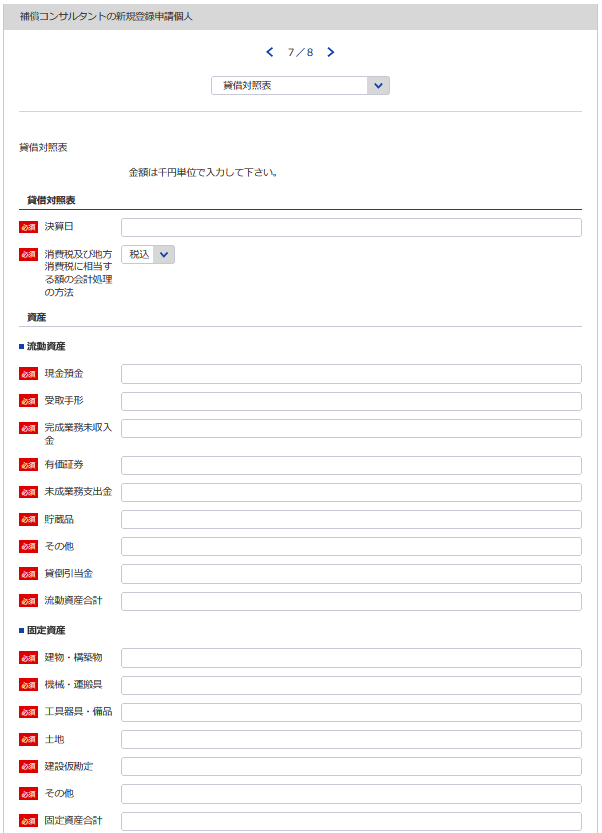 補償コンサルタントの新規登録申請個人
7／8
貸借対照表
貸借対照表
金額は千円単位で入力して下さい。
貸借対照表
必須 決算日
必須 消費税及び地方
消費税に相当す
る額の会計処理
の方法
税込
資産
流動資産
必須 現金預金
必須 受取手形
必須 完成業務未収入
金
必須 有価証券
必須 未成業務支出金
必須 貯蔵品
必須 その他
必須 貸倒引当金
必須 流動資産合計
固定資産
必須 建物・構築物
必須 機械・運搬具
必須 工具器具・備品
必須 土地
必須 建設仮勘定
必須 その他
必須 固定資産合計